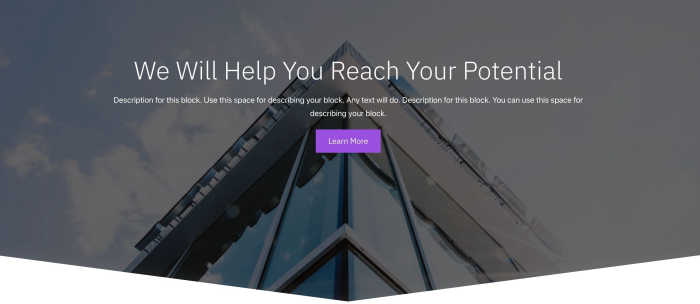 We Will Help You Reach Your Potential
Description for this block. Use this space for describing your block. Any text will do. Description for this block. You can use this space for
describing your block.
Learn More